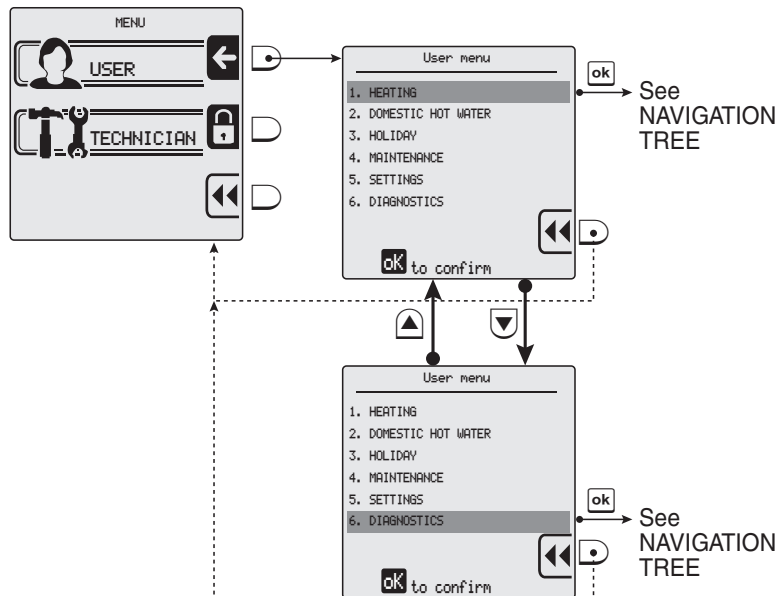 MENU
USER
TECHNICIAN
User menu
1. HEATING
2. DOMESTIC HOT WATER
3. HOLIDAY
4. MAINTENANCE
5. SETTINGS
6. DIAGNOSTICS
oK to confirm
ok
See
NAVIGATION
TREE
User menu
1. HEATING
2. DOMESTIC HOT WATER
3. HOLIDAY
4. MAINTENANCE
5. SETTINGS
6. DIAGNOSTICS
oK to confirm
ok
See
NAVIGATION
TREE